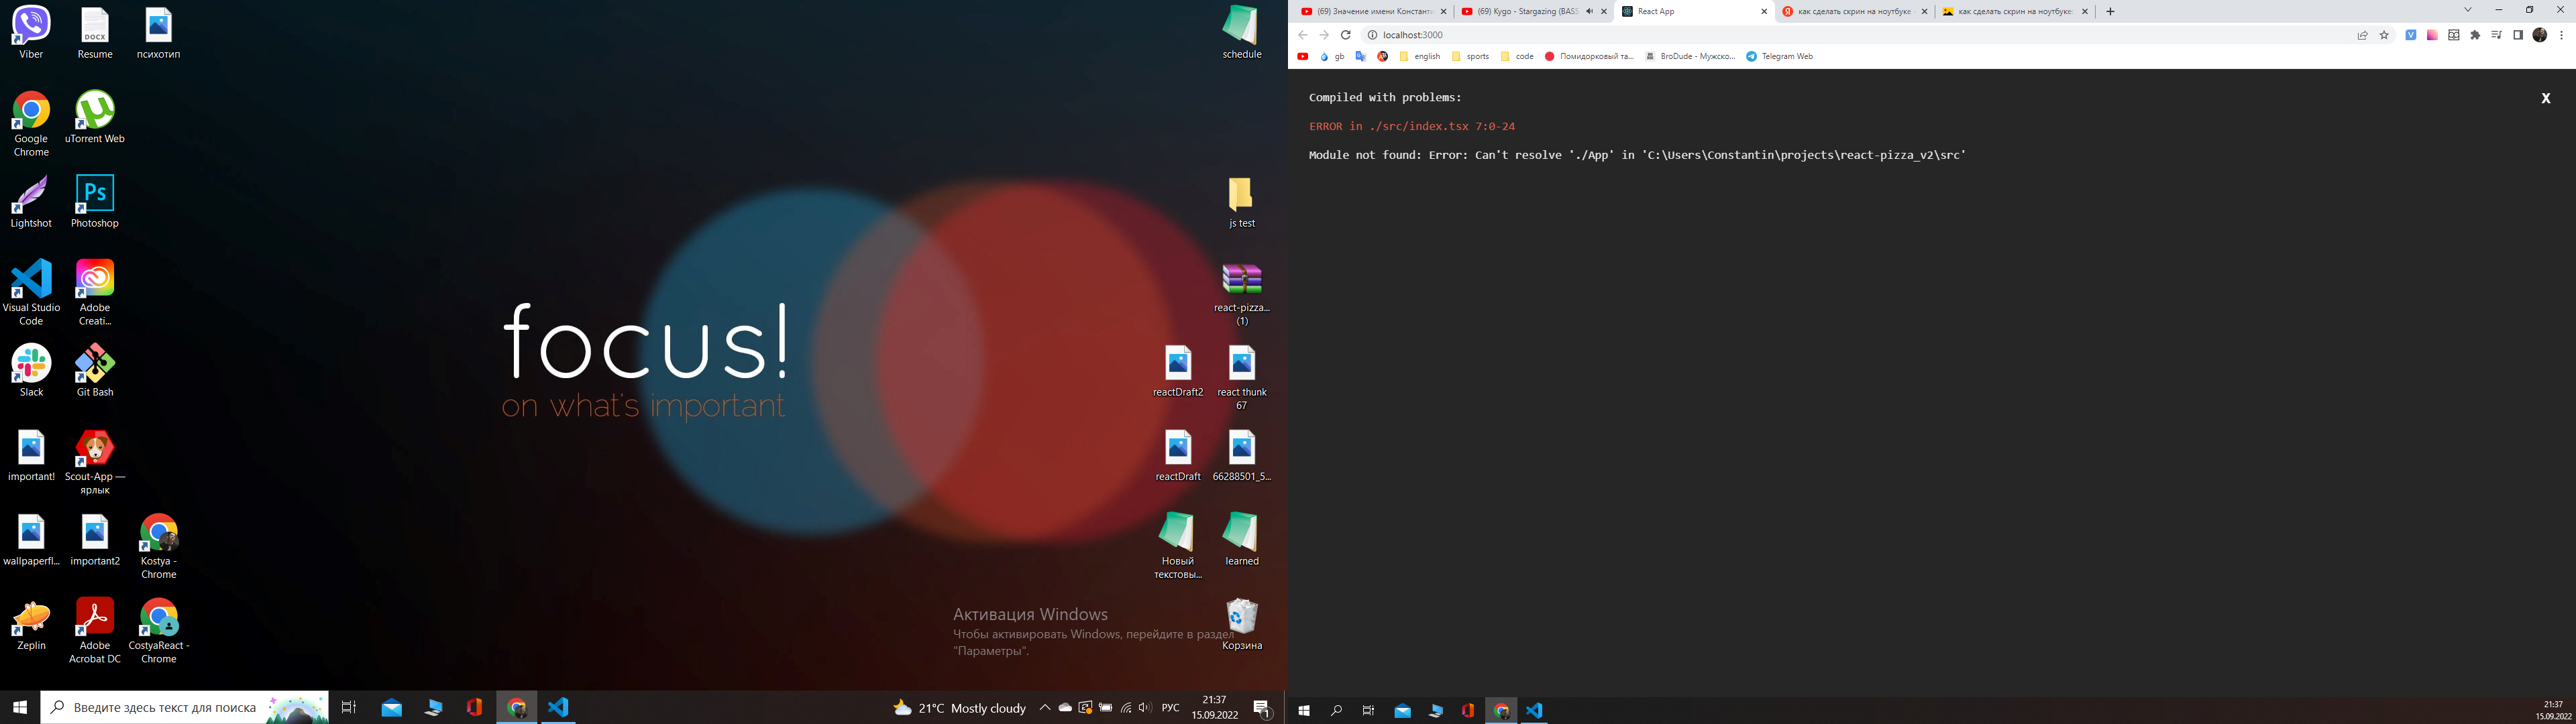 Viber
Resume
психотип
Google
Chrome
uTorrent Web
Lightshot
Photoshop
Visual Studio
Code
Adobe
Creati...
Slack
Git Bash
important!
Scout-App —
ярлык
wallpaperfl...
important2
Kostya -
Chrome
Zeplin
Adobe
Acrobat DC
CostyaReact -
Chrome
DOCX
Ps
focus!
on what's important
schedule
js test
react-pizza...
(1)
reactDraft2
react thunk
67
reactDraft
66288501_5...
Новый
текстовы...
learned
Корзина
Активация Windows
Чтобы активировать Windows, перейдите в раздел
"Параметры".
Введите здесь текст для поиска
21°C Mostly cloudy
РУС
21:37
15.09.2022
1
(69) Значение имени Константи
(69) Kygo - Stargazing (BASS
React App
как сделать скрин на ноутбуке
как сделать скрин на ноутбуке:
localhost:3000
gb
english
sports
code
Помидорковый та...
BroDude - Мужско...
Telegram Web
Compiled with problems:
X
ERROR in ./src/index.tsx 7:0-24
Module not found: Error: Can't resolve './App' in 'C:\Users\Constantin\projects\react-pizza_v2\src'
21:37
15.09.2022